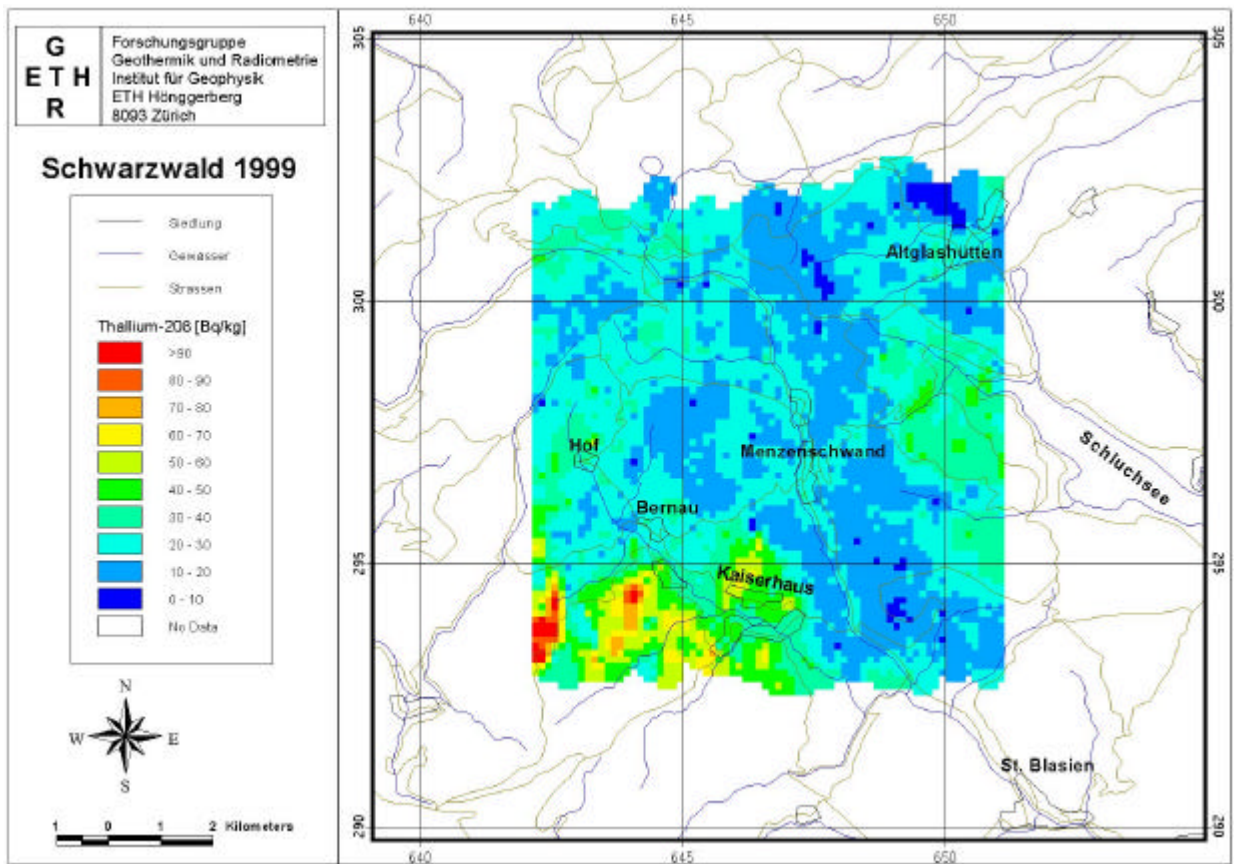 G
ETH
R
Forschungsgruppe
Geothermik und Radiometrie
Institut für Geophysik
ETH Hönggerberg
8093 Zürich
Schwarzwald 1999
Siedlung
Gewässer
Strassen
Thallium-208 [Bq/kg]
>90
80 - 90
70 - 80
60 - 70
50 - 60
40 - 50
30 - 40
20 - 30
10 - 20
0 - 10
No Data
N
W E
S
1 0 1 2 Kilometers
640 645 650
305 305
300 300
295 295
290 290
640 645 650
Altglashütten
Hof
Menzenschwand
Schluchsee
Bernau
Kaiserhaus
St. Blasien